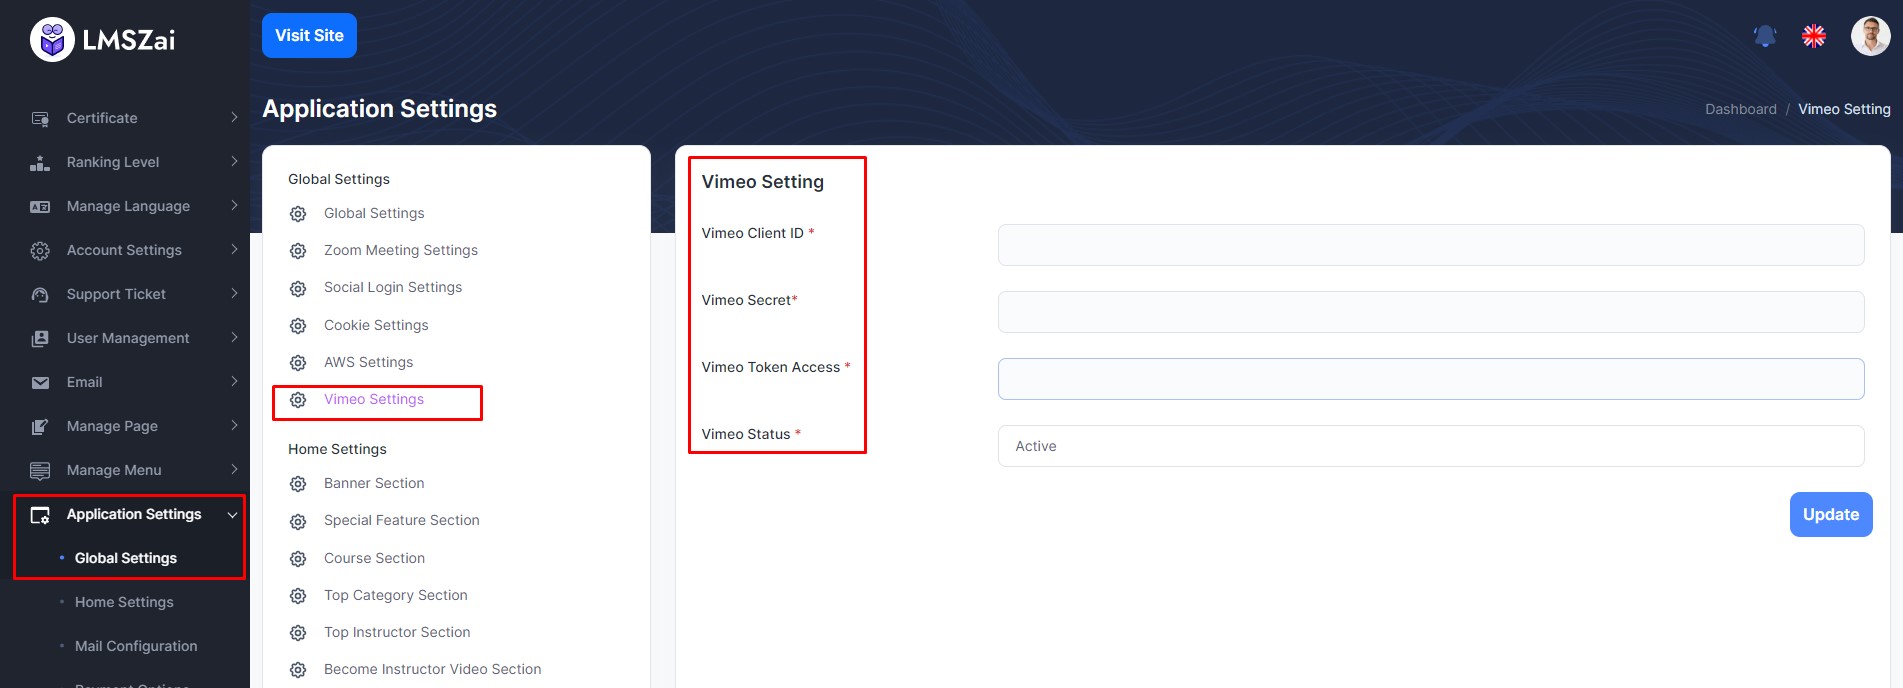 LMSZai
Visit Site
Application Settings
Dashboard / Vimeo Setting
Certificate
Ranking Level
Manage Language
Account Settings
Support Ticket
User Management
Email
Manage Page
Manage Menu
Application Settings
Global Settings
Home Settings
Mail Configuration
Payment Options
Global Settings
Global Settings
Zoom Meeting Settings
Social Login Settings
Cookie Settings
AWS Settings
Vimeo Settings
Home Settings
Banner Section
Special Feature Section
Course Section
Top Category Section
Top Instructor Section
Become Instructor Video Section
Vimeo Setting
Vimeo Client ID *
Vimeo Secret*
Vimeo Token Access *
Vimeo Status *
Active
Update